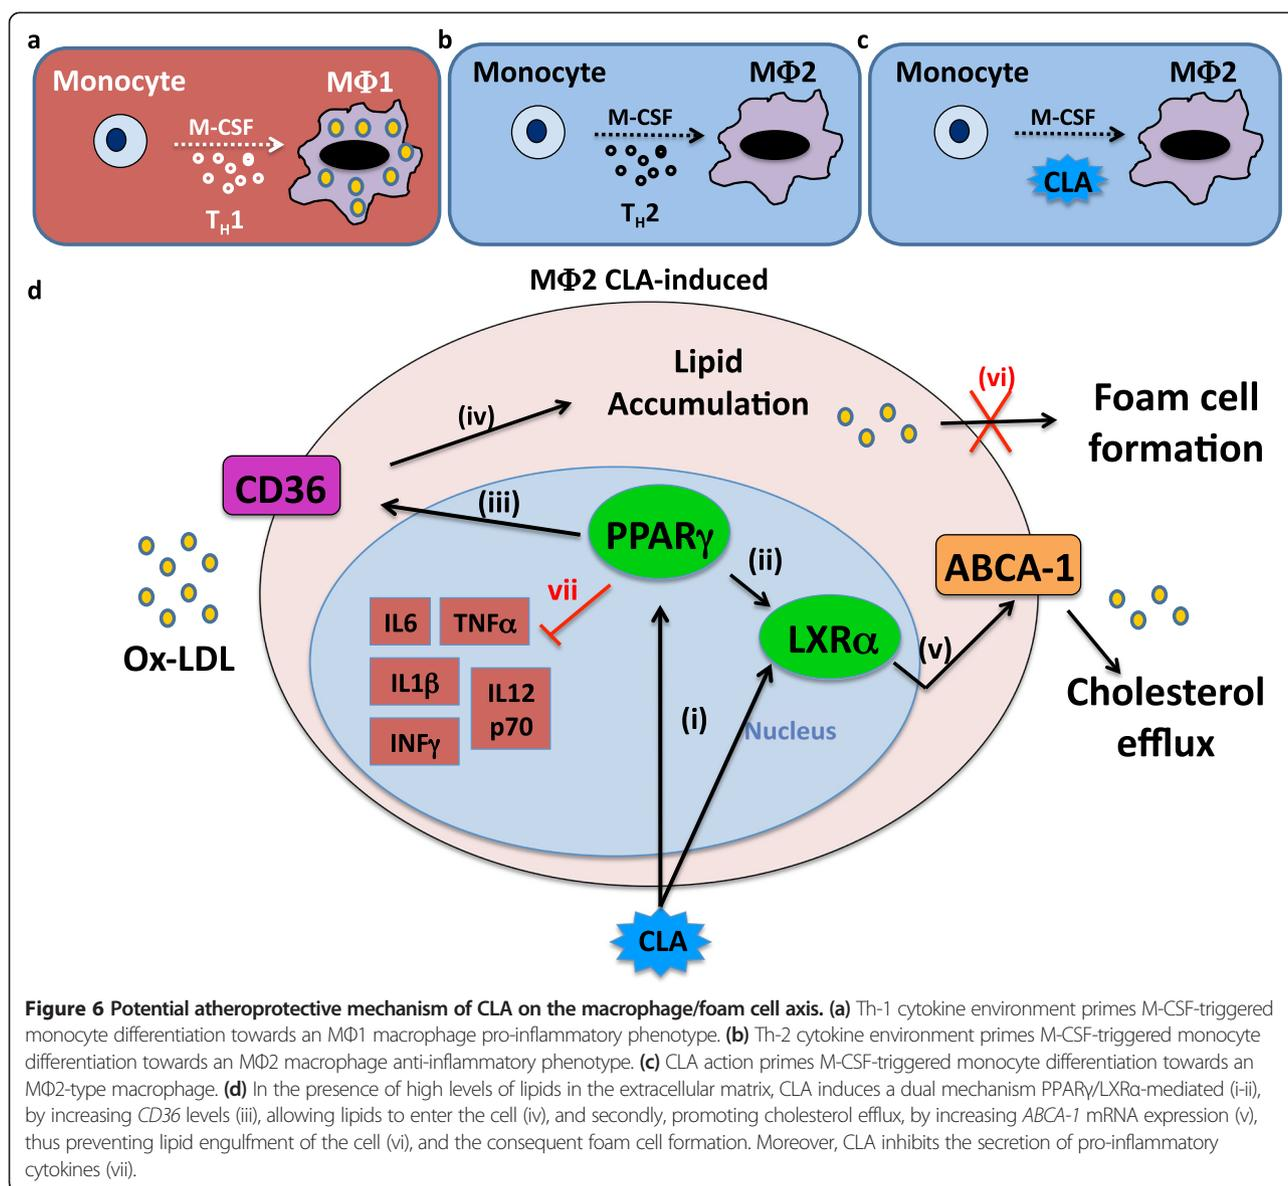 a
Monocyte
MΦ1
M-CSF
TH1
b
Monocyte
MΦ2
M-CSF
TH2
c
Monocyte
MΦ2
M-CSF
CLA
d
MΦ2 CLA-induced
Lipid
Accumulation
(vi)
Foam cell
formation
(iv)
CD36
(iii)
PPARγ
(ii)
ABCA-1
vii
IL6
TNFα
LXRα
(v)
Ox-LDL
IL1β
IL12
p70
INFγ
(i)
Nucleus
Cholesterol
efflux
CLA
Figure 6 Potential atheroprotective mechanism of CLA on the macrophage/foam cell axis. (a) Th-1 cytokine environment primes M-CSF-triggered
monocyte differentiation towards an MΦ1 macrophage pro-inflammatory phenotype. (b) Th-2 cytokine environment primes M-CSF-triggered monocyte
differentiation towards an MΦ2 macrophage anti-inflammatory phenotype. (c) CLA action primes M-CSF-triggered monocyte differentiation towards an
MΦ2-type macrophage. (d) In the presence of high levels of lipids in the extracellular matrix, CLA induces a dual mechanism PPARγ/LXRα-mediated (i-ii),
by increasing CD36 levels (iii), allowing lipids to enter the cell (iv), and secondly, promoting cholesterol efflux, by increasing ABCA-1 mRNA expression (v),
thus preventing lipid engulfment of the cell (vi), and the consequent foam cell formation. Moreover, CLA inhibits the secretion of pro-inflammatory
cytokines (vii).